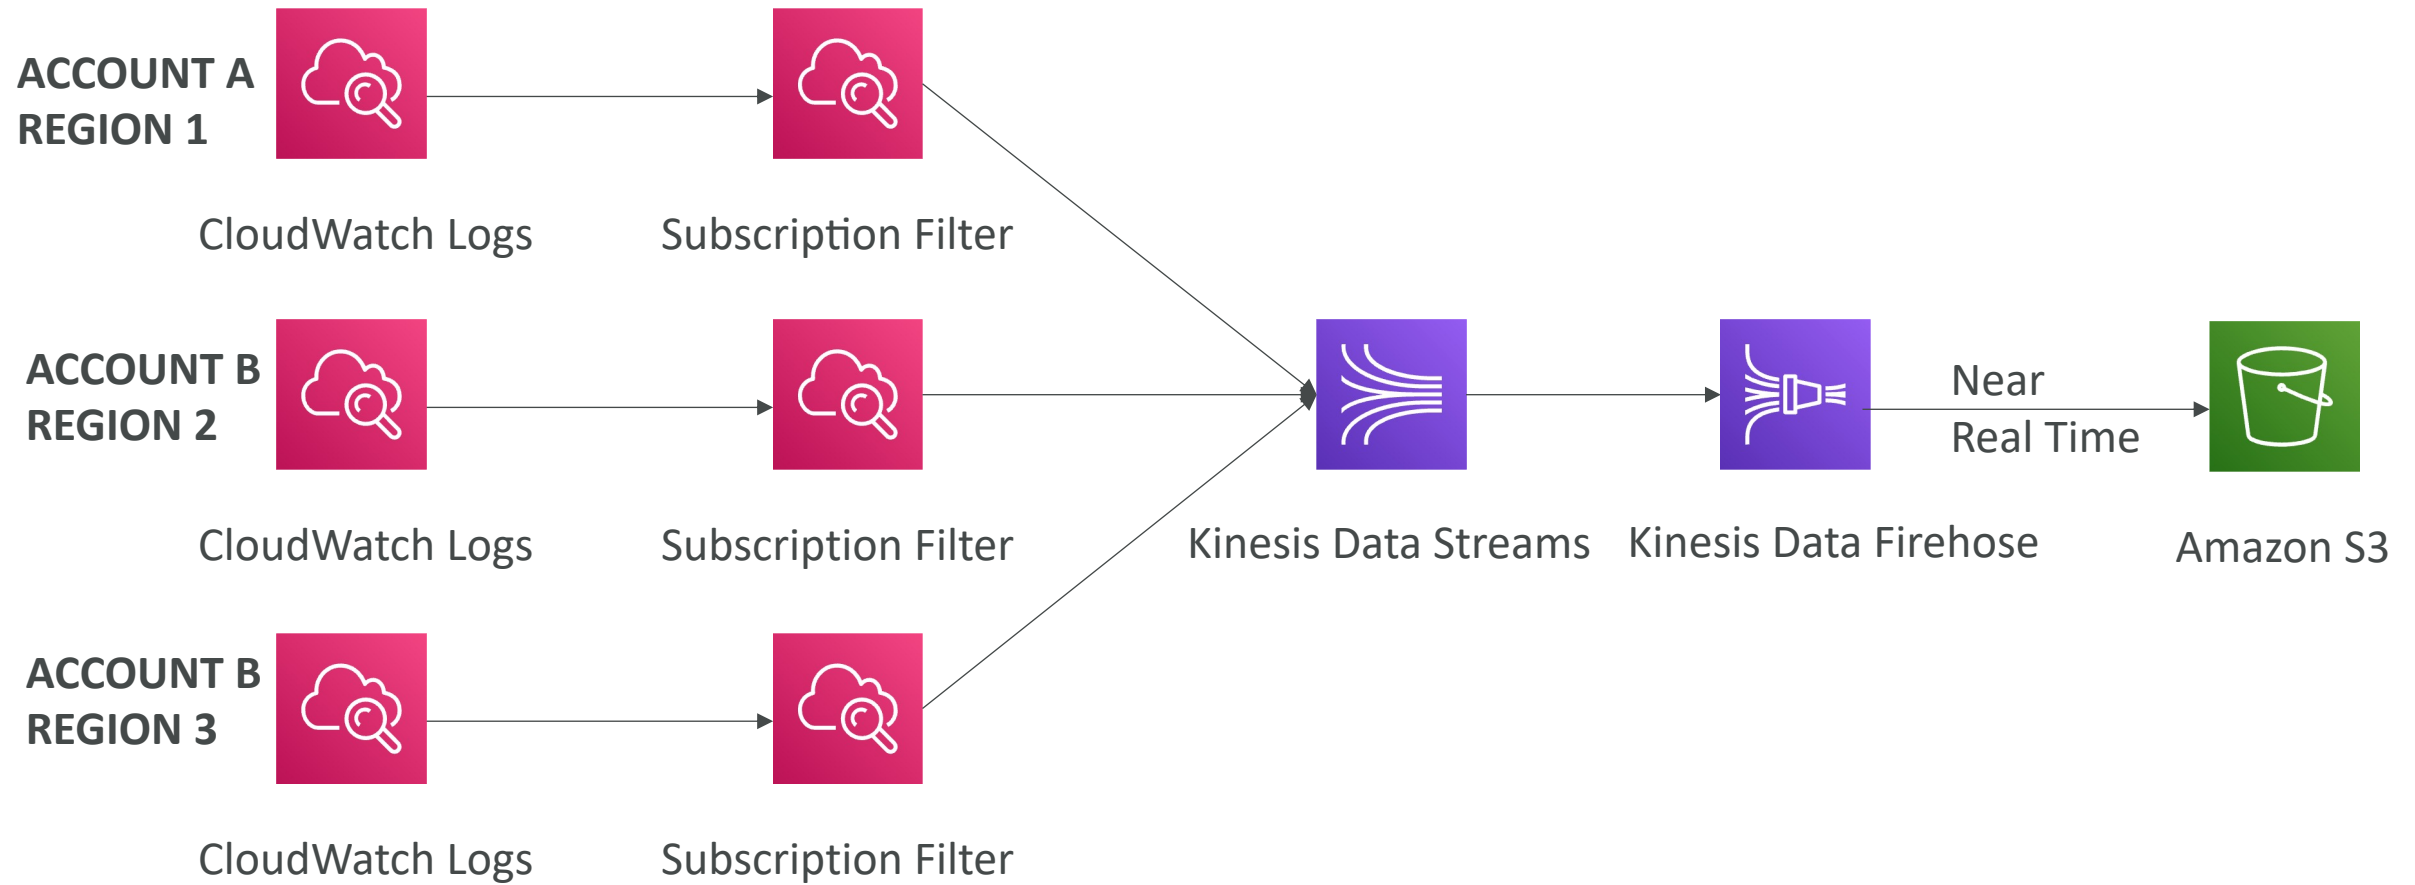 ACCOUNT A
REGION 1
CloudWatch Logs
Subscription Filter
ACCOUNT B
REGION 2
CloudWatch Logs
Subscription Filter
Kinesis Data Streams
Kinesis Data Firehose
Near
Real Time
Amazon S3
ACCOUNT B
REGION 3
CloudWatch Logs
Subscription Filter